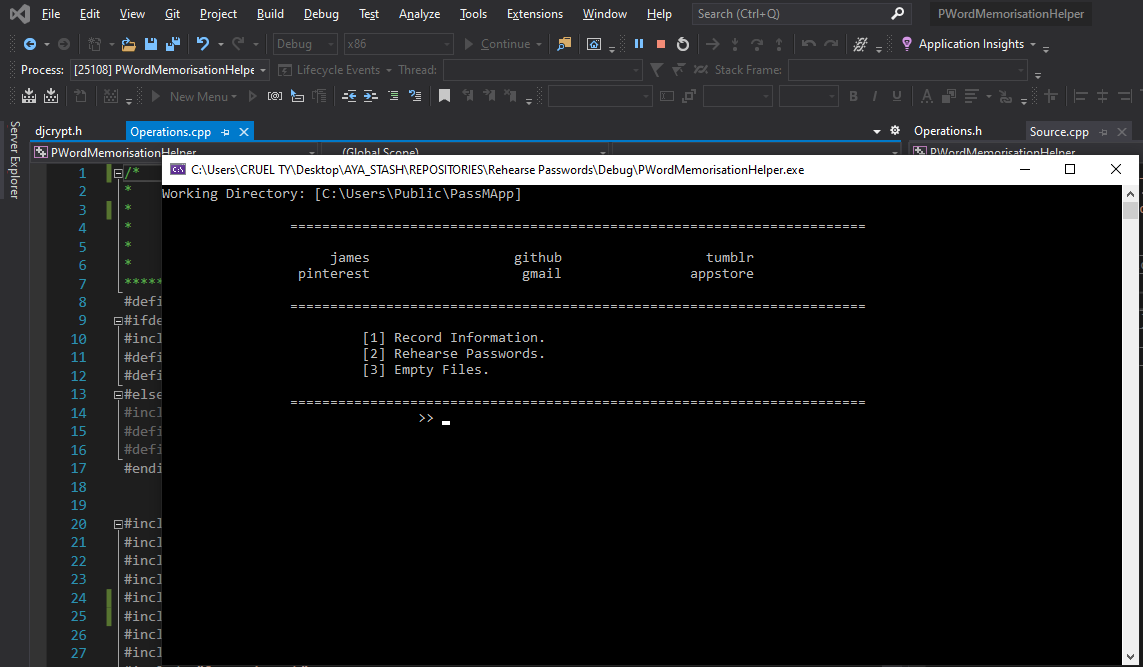 File Edit View Git Project Build Debug Test Analyze Tools Extensions Window Help Search (Ctrl+Q) PWordMemorisationHelper
Debug x86 Continue Application Insights
Process: [25108] PWordMemorisationHelpe Lifecycle Events Thread: Stack Frame:
New Menu B I U A
Server Explorer
djcrypt.h Operations.cpp Operations.h Source.cpp
PWordMemorisationHelper (Global Scope) PWordMemorisationHelper
C:\Users\CRUEL TY\Desktop\AYA_STASH\REPOSITORIES\Rehearse Passwords\Debug\PWordMemorisationHelper.exe
Working Directory: [C:\Users\Public\PassMApp]
========================================================================
james github tumblr
pinterest gmail appstore
========================================================================
[1] Record Information.
[2] Rehearse Passwords.
[3] Empty Files.
========================================================================
>>
1 /*
2 *
3 *
4 *
5 *
6 *
7 *****
8 #defi
9 #ifde
10 #incl
11 #defi
12 #defi
13 #else
14 #incl
15 #defi
16 #defi
17 #endi
18
19
20 #incl
21 #incl
22 #incl
23 #incl
24 #incl
25 #incl
26 #incl
27 #incl